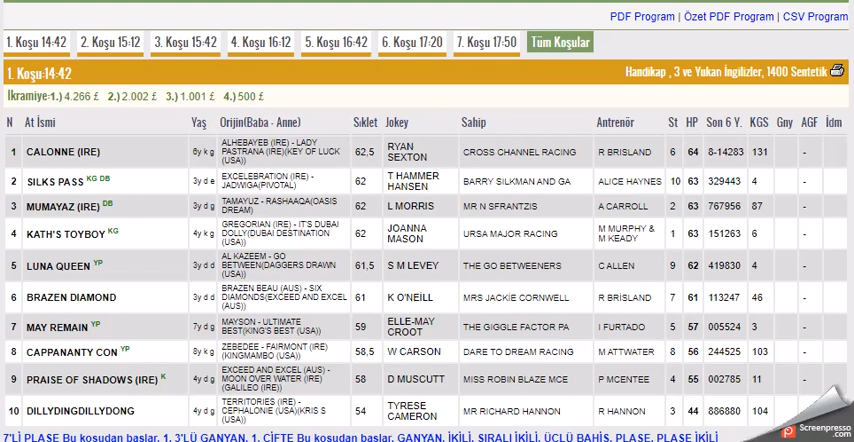 PDF Program | Özet PDF Program | CSV Program
1. Koşu 14:42 2. Koşu 15:12 3. Koşu 15:42 4. Koşu 16:12 5. Koşu 16:42 6. Koşu 17:20 7. Koşu 17:50 Tüm Koşular
1. Koşu:14:42 Handikap , 3 ve Yukarı İngilizler, 1400 Sentetik
İkramiye:1.) 4.266 £ 2.) 2.002 £ 3.) 1.001 £ 4.) 500 £
N At İsmi Yaş Orijin(Baba - Anne) Sıklet Jokey Sahip Antrenör St HP Son 6 Y. KGS Gny AGF İdm
1 CALONNE (IRE) 6y k g ALHEBAYEB (IRE) - LADY PASTRANA (IRE)(KEY OF LUCK (USA)) 62,5 RYAN SEXTON CROSS CHANNEL RACING R BRISLAND 6 64 8-14283 131 -
2 SILKS PASS KG DB 3y d e EXCELEBRATION (IRE) - JADWIGA(PIVOTAL) 62 T HAMMER HANSEN BARRY SILKMAN AND GA ALICE HAYNES 10 63 329443 4 -
3 MUMAYAZ (IRE) DB 3y d g TAMAYUZ - RASHAAQA(OASIS DREAM) 62 L MORRIS MR N SFRANTZIS A CARROLL 2 63 767956 87 -
4 KATH'S TOYBOY KG 4y k g GREGORIAN (IRE) - IT'S DUBAI DOLLY(DUBAI DESTINATION (USA)) 62 JOANNA MASON URSA MAJOR RACING M MURPHY & M KEADY 1 63 151263 6 -
5 LUNA QUEEN YP 3y d d AL KAZEEM - GO BETWEEN(DAGGERS DRAWN (USA)) 61,5 S M LEVEY THE GO BETWEENERS C ALLEN 9 62 419830 4 -
6 BRAZEN DIAMOND 3y d d BRAZEN BEAU (AUS) - SIX DIAMONDS(EXCEED AND EXCEL (AUS)) 61 K O'NEİLL MRS JACKİE CORNWELL R BRİSLAND 7 61 113247 46 -
7 MAY REMAIN YP 7y d g MAYSON - ULTIMATE BEST(KING'S BEST (USA)) 59 ELLE-MAY CROOT THE GIGGLE FACTOR PA I FURTADO 5 57 005524 3 -
8 CAPPANANTY CON YP 8y k g ZEBEDEE - FAIRMONT (IRE)(KINGMAMBO (USA)) 58,5 W CARSON DARE TO DREAM RACING M ATTWATER 8 56 244525 103 -
9 PRAISE OF SHADOWS (IRE) K 4y d g EXCEED AND EXCEL (AUS) - MOON OVER WATER (IRE)(GALILEO (IRE)) 58 D MUSCUTT MISS ROBIN BLAZE MCE P MCENTEE 4 55 002785 11 -
10 DILLYDINGDILLYDONG 4y d g TERRITORIES (IRE) - CEPHALONIE (USA)(KRIS S (USA)) 54 TYRESE CAMERON MR RICHARD HANNON R HANNON 3 44 886880 104 -
7'Lİ PLASE Bu koşudan başlar, 1. 3'LÜ GANYAN, 1. ÇİFTE Bu koşudan başlar, GANYAN, İKİLİ, SIRALI İKİLİ, ÜÇLÜ BAHİS, PLASE, PLASE İKİLİ
Screenpresso.com